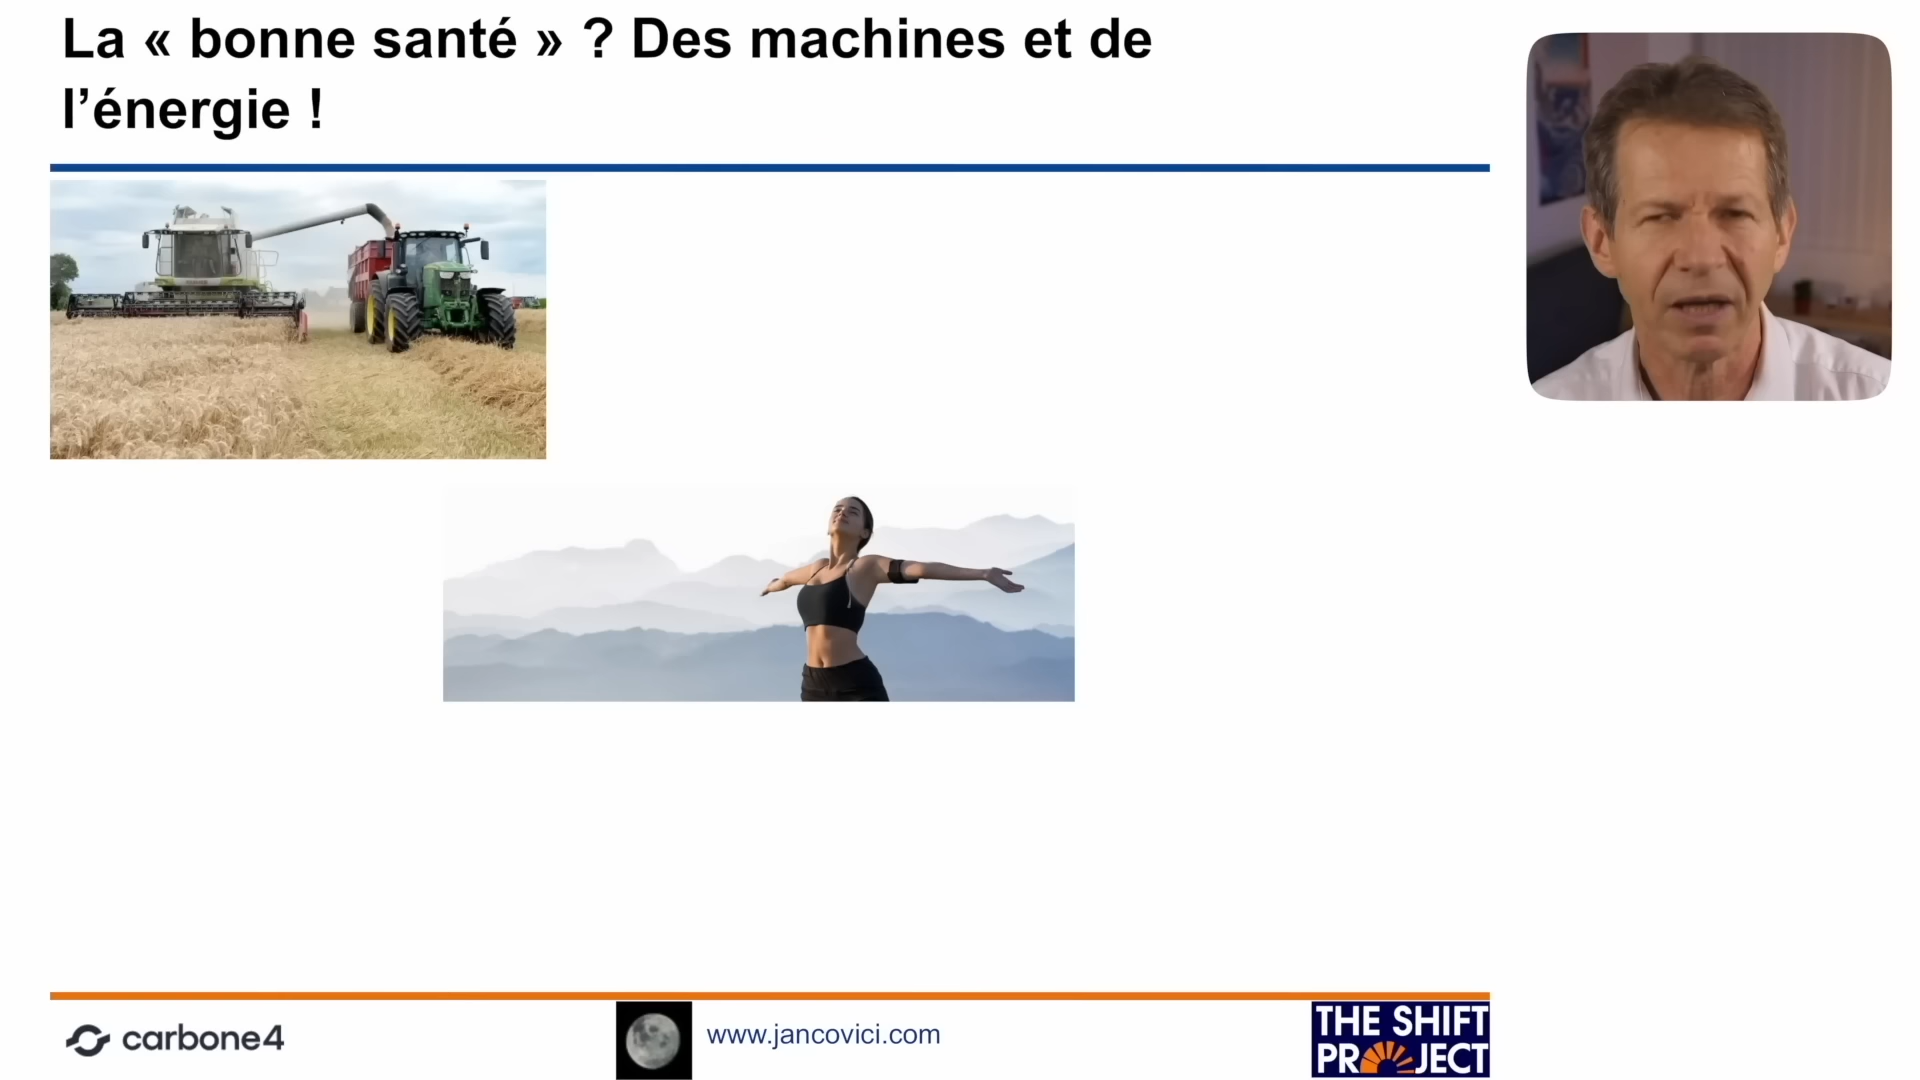 La « bonne santé » ? Des machines et de
l’énergie !
carbone4
www.jancovici.com
THE SHIFT
PROJECT